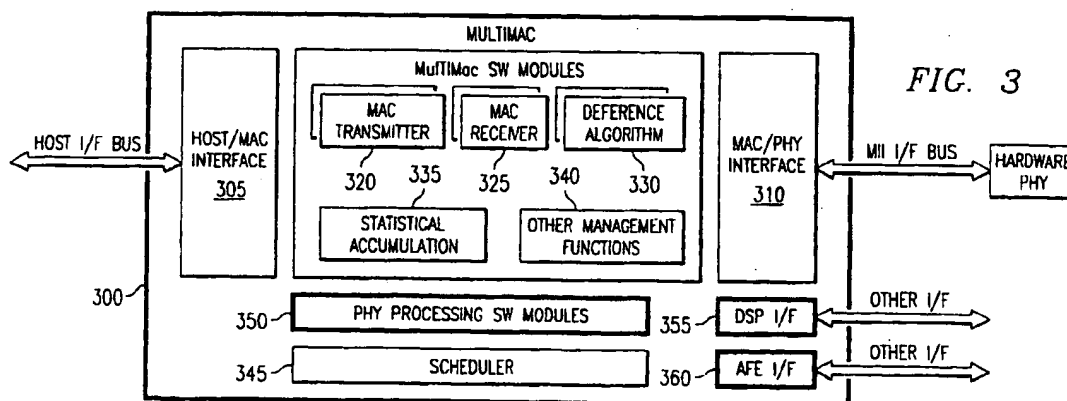 MULTIMAC
FIG. 3
MulTIMac SW MODULES
HOST I/F BUS
HOST/MAC
INTERFACE
305
MAC
TRANSMITTER
MAC
RECEIVER
DEFERENCE
ALGORITHM
MAC/PHY
INTERFACE
310
MII I/F BUS
HARDWARE
PHY
320
335
325
340
330
STATISTICAL
ACCUMULATION
OTHER MANAGEMENT
FUNCTIONS
300
350
PHY PROCESSING SW MODULES
355
DSP I/F
OTHER I/F
345
SCHEDULER
360
AFE I/F
OTHER I/F